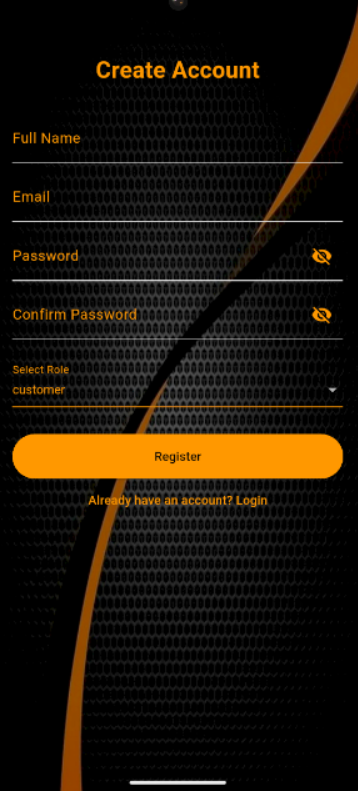 Create Account
Full Name
Email
Password
Confirm Password
Select Role
customer
Register
Already have an account? Login